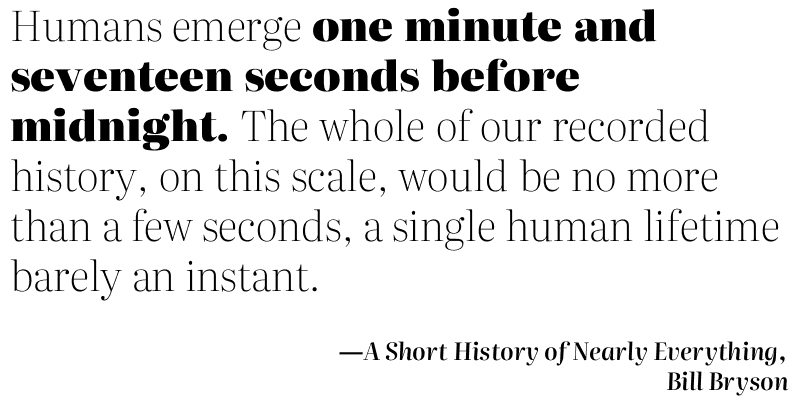 Humans emerge one minute and
seventeen seconds before
midnight. The whole of our recorded
history, on this scale, would be no more
than a few seconds, a single human lifetime
barely an instant.
—A Short History of Nearly Everything,
Bill Bryson